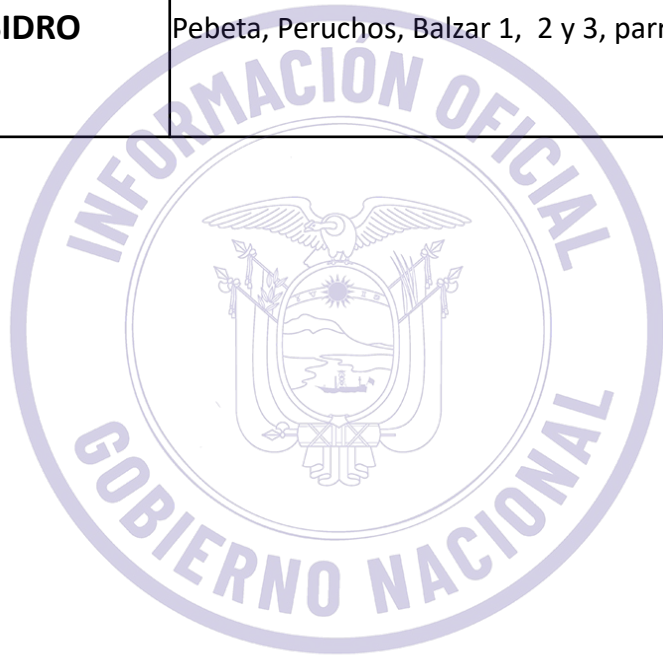 IDRO
Pebeta, Peruchos, Balzar 1, 2 y 3, parr
INFORMACIÓN OFICIAL
GOBIERNO NACIONAL